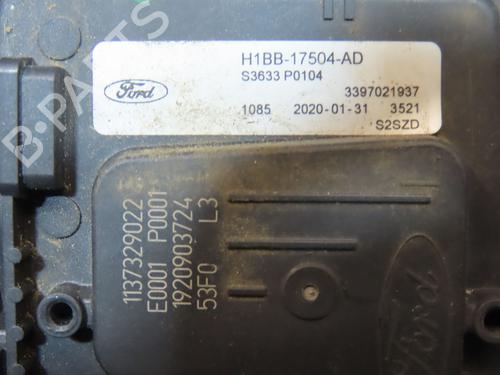 Ford
H1BB-17504-AD
S3633 P0104
3397021937
1085 2020-01-31 3521
S2SZD
1137329022
E0001 P0001
1920903724
53F0 L3
Ford